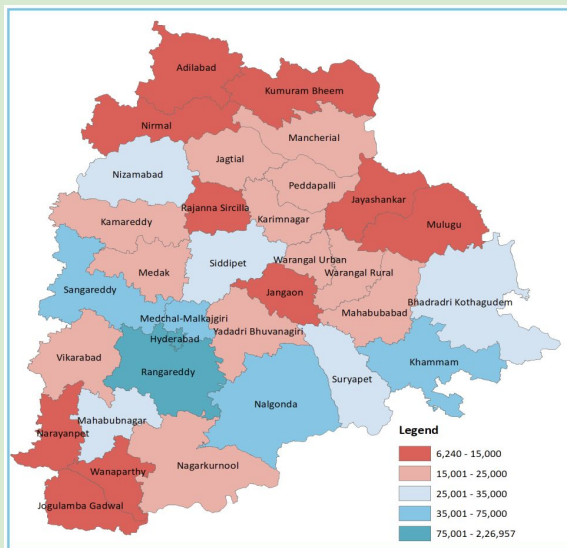 Adilabad
Kumuram Bheem
Nirmal
Mancherial
Jagtial
Nizamabad
Peddapalli
Jayashankar
Rajanna Sircilla
Karimnagar
Mulugu
Kamareddy
Siddipet
Warangal Urban
Warangal Rural
Medak
Sangareddy
Jangaon
Bhadradri Kothagudem
Mahabubabad
Medchal-Malkajgiri
Yadadri Bhuvanagiri
Hyderabad
Vikarabad
Khammam
Rangareddy
Suryapet
Nalgonda
Mahabubnagar
Narayanpet
Legend
6,240 - 15,000
15,001 - 25,000
25,001 - 35,000
35,001 - 75,000
75,001 - 2,26,957
Wanaparthy
Nagarkurnool
Jogulamba Gadwal